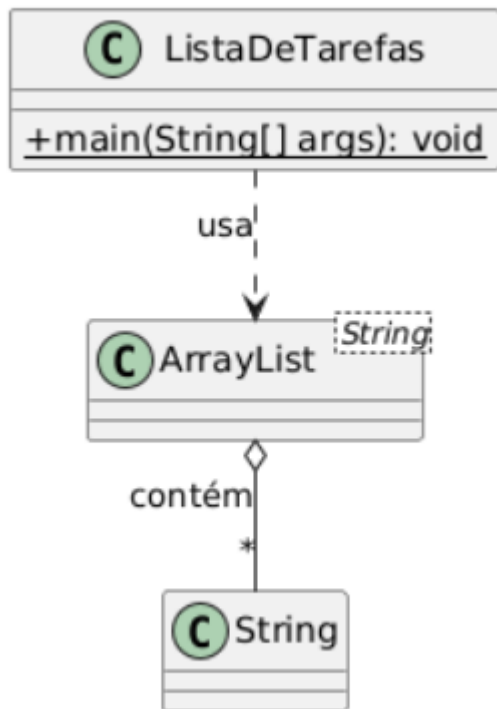 C ListaDeTarefas
+main(String[] args): void
usa
String
C ArrayList
contém
*
C String